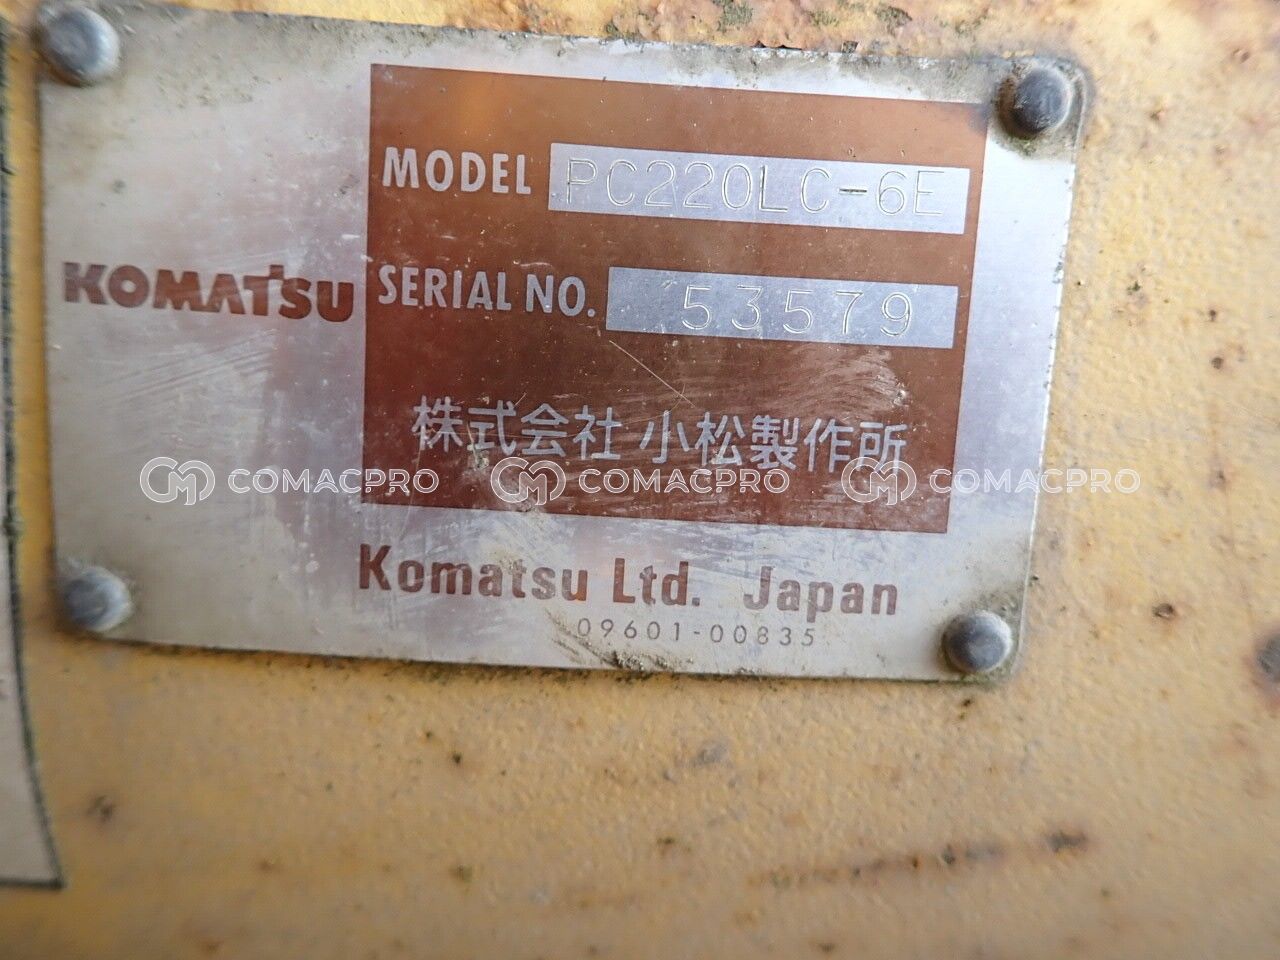 MODEL PC220LC-6E
KOMATSU
SERIAL NO. 53579
株式会社 小松製作所
COMACPRO COMACPRO COMACPRO
Komatsu Ltd. Japan
09601-00835